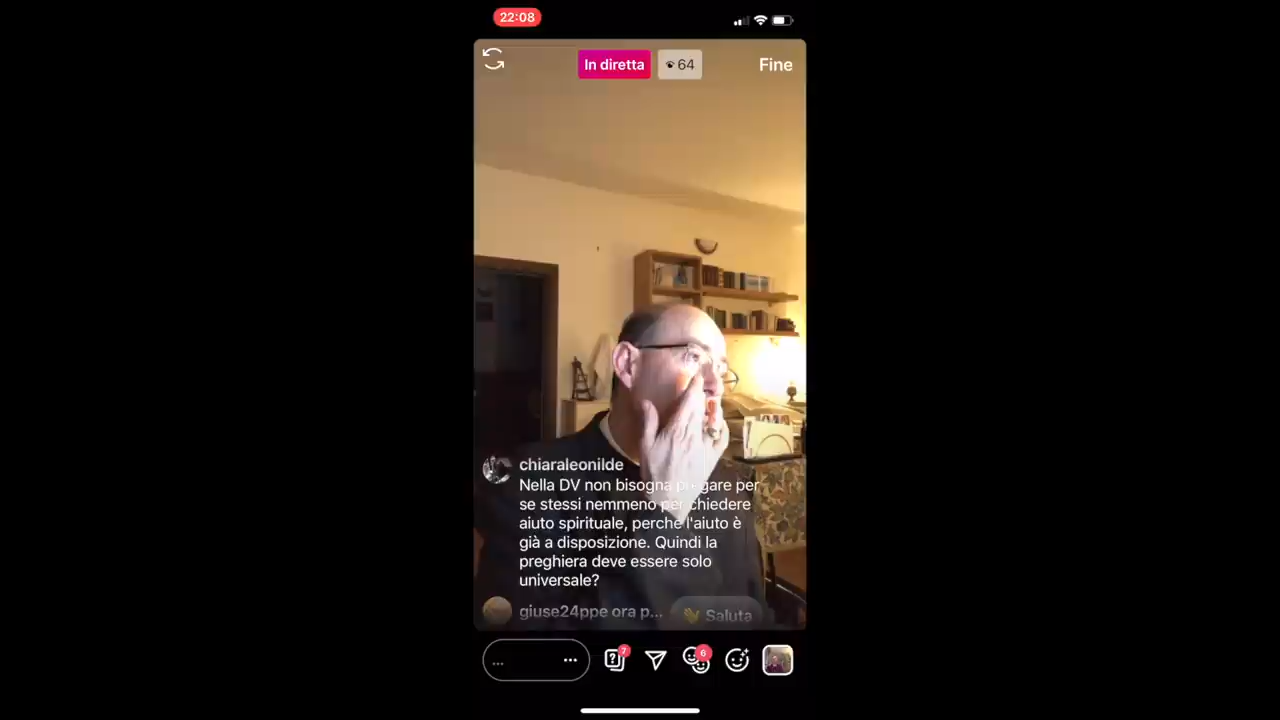 22:08
In diretta
64
Fine
chiaraleonilde
Nella DV non bisogna pregare per
se stessi nemmeno per chiedere
aiuto spirituale, perche l'aiuto è
già a disposizione. Quindi la
preghiera deve essere solo
universale?
giuse24ppe ora p...
Saluta
...
7
6